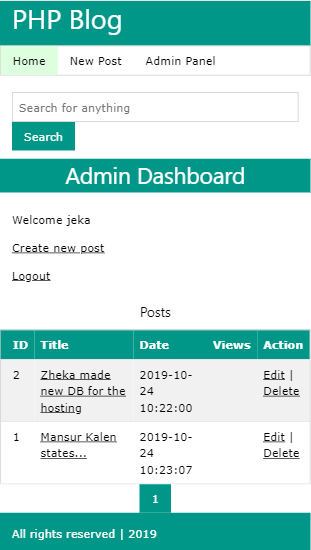 PHP Blog
Home New Post Admin Panel
Search for anything
Search
Admin Dashboard
Welcome jeka
Create new post
Logout
Posts
ID Title Date Views Action
2 Zheka made 2019-10- Edit |
new DB for the 24 Delete
hosting 10:22:00
1 Mansur Kalen 2019-10- Edit |
states... 24 Delete
10:23:07
1
All rights reserved | 2019